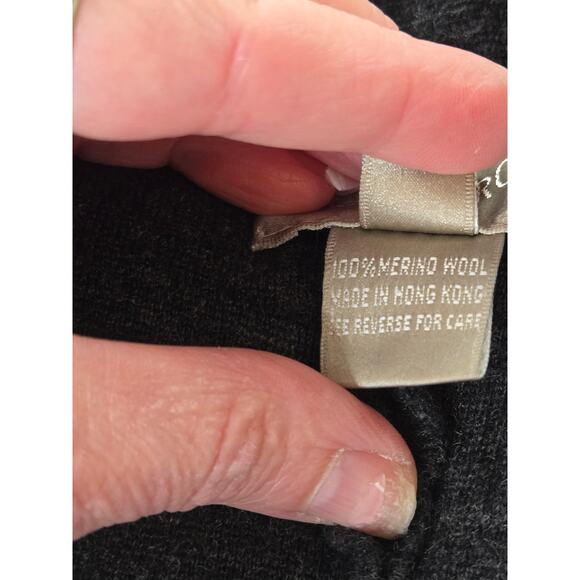 100% MERINO WOOL
MADE IN HONG KONG
SEE REVERSE FOR CARE